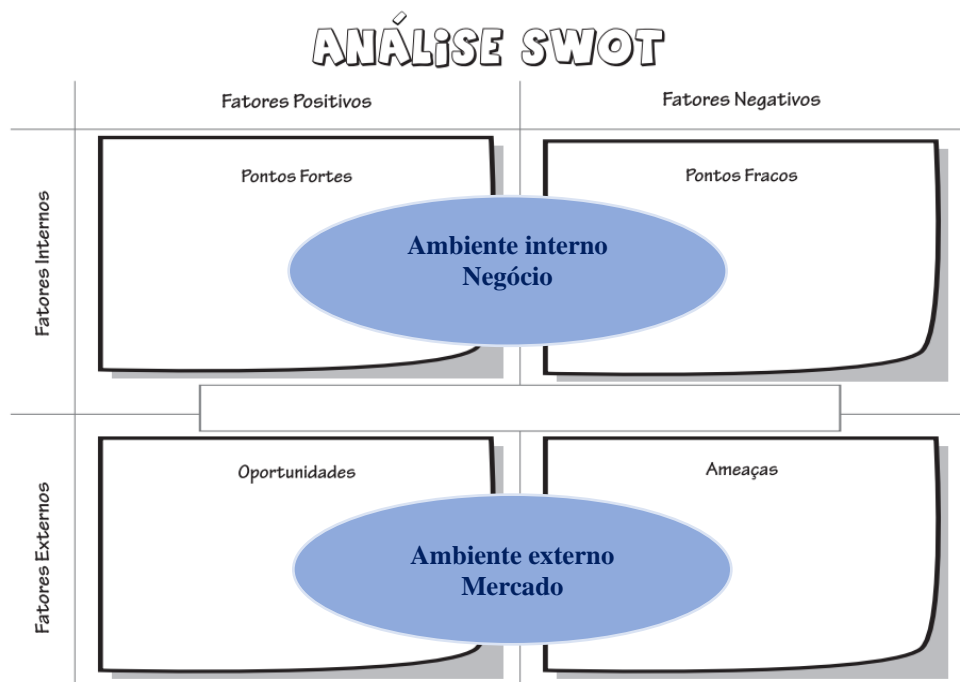 ANÁLISE SWOT
Fatores Positivos
Fatores Negativos
Fatores Internos
Pontos Fortes
Pontos Fracos
Ambiente interno
Negócio
Fatores Externos
Oportunidades
Ameaças
Ambiente externo
Mercado